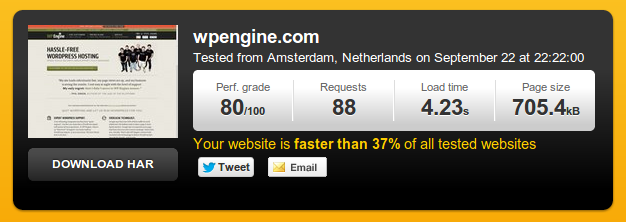 wpengine.com
Tested from Amsterdam, Netherlands on September 22 at 22:22:00
HASSLE-FREE
WORDPRESS HOSTING
Perf. grade
80/100
Requests
88
Load time
4.23s
Page size
705.4kB
Your website is faster than 37% of all tested websites
DOWNLOAD HAR
Tweet
Email